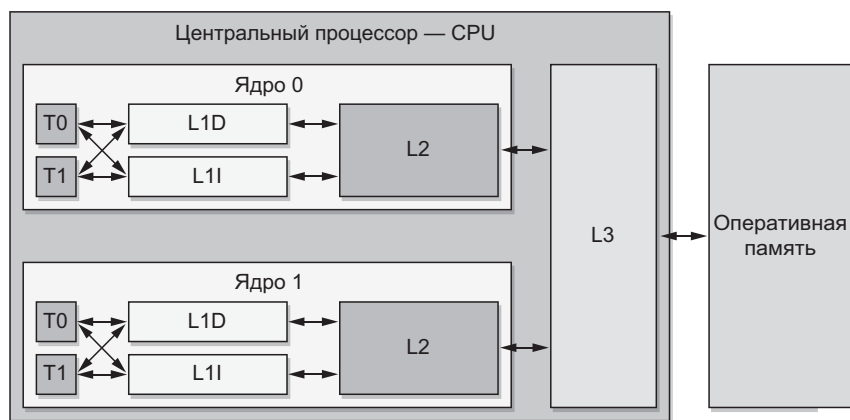 Центральный процессор — CPU
Ядро 0
T0
L1D
T1
L1I
L2
Ядро 1
T0
L1D
T1
L1I
L2
L3
Оперативная
память